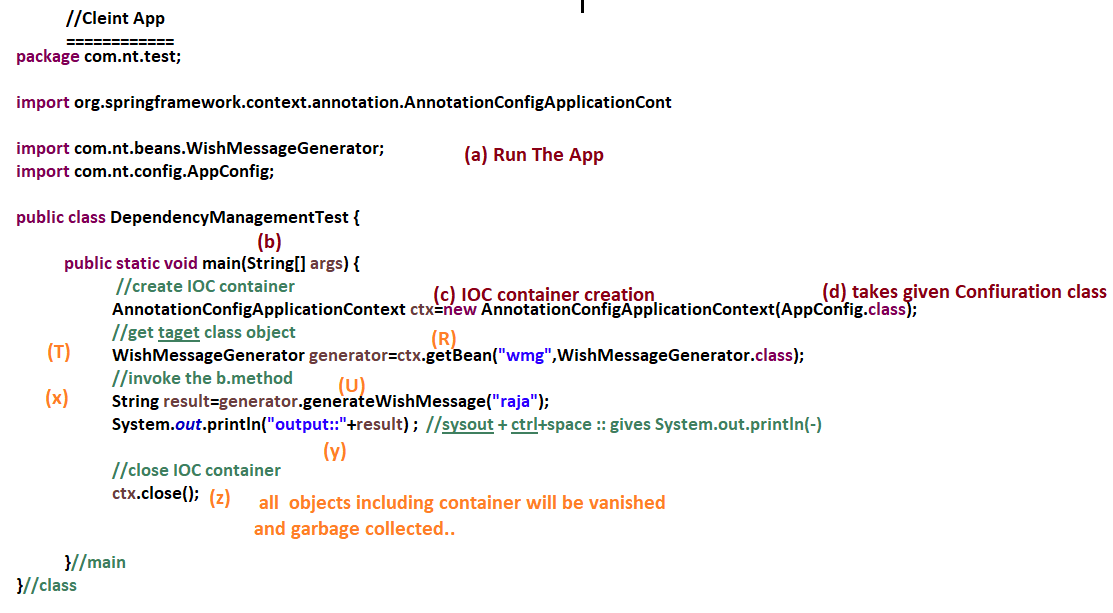 //Cleint App
============
package com.nt.test;
import org.springframework.context.annotation.AnnotationConfigApplicationCont
import com.nt.beans.WishMessageGenerator;
(a) Run The App
import com.nt.config.AppConfig;
public class DependencyManagementTest {
(b)
public static void main(String[] args) {
//create IOC container
(c) IOC container creation
(d) takes given Confiuration class
AnnotationConfigApplicationContext ctx=new AnnotationConfigApplicationContext(AppConfig.class);
//get taget class object
(R)
(T)
WishMessageGenerator generator=ctx.getBean("wmg",WishMessageGenerator.class);
//invoke the b.method
(U)
(x)
String result=generator.generateWishMessage("raja");
System.out.println("output::"+result) ; //sysout + ctrl+space :: gives System.out.println(-)
(y)
//close IOC container
ctx.close(); (z) all objects including container will be vanished
and garbage collected..
}//main
}//class